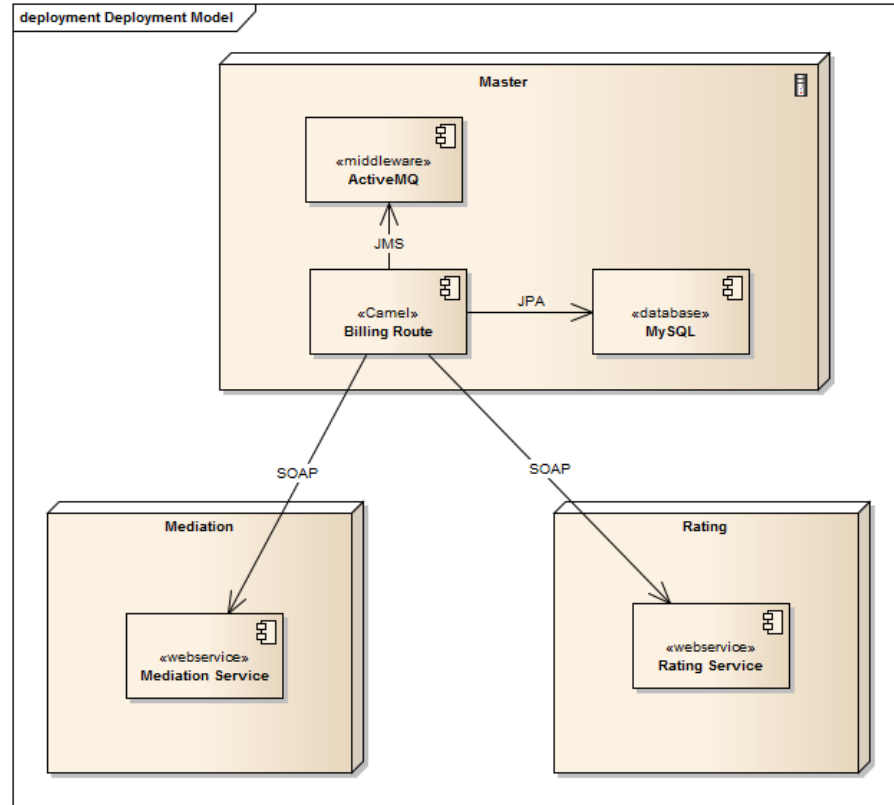 deployment Deployment Model
Master
«middleware»
ActiveMQ
JMS
«Camel»
Billing Route
JPA
«database»
MySQL
SOAP
SOAP
Mediation
Rating
«webservice»
Mediation Service
«webservice»
Rating Service